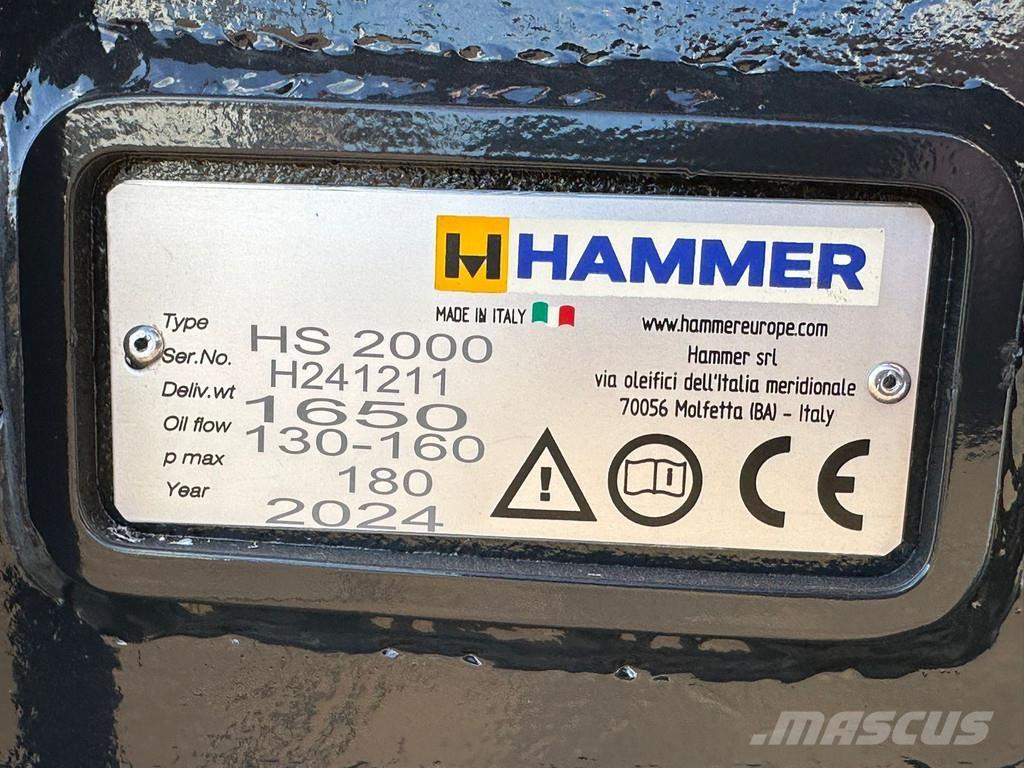 HAMMER
MADE IN ITALY
www.hammereurope.com
Hammer srl
via oleifici dell'Italia meridionale
70056 Molfetta (BA) - Italy
Type HS 2000
Ser.No. H241211
Deliv.wt 1650
Oil flow 130-160
p max 180
Year 2024
CE
MASCUS